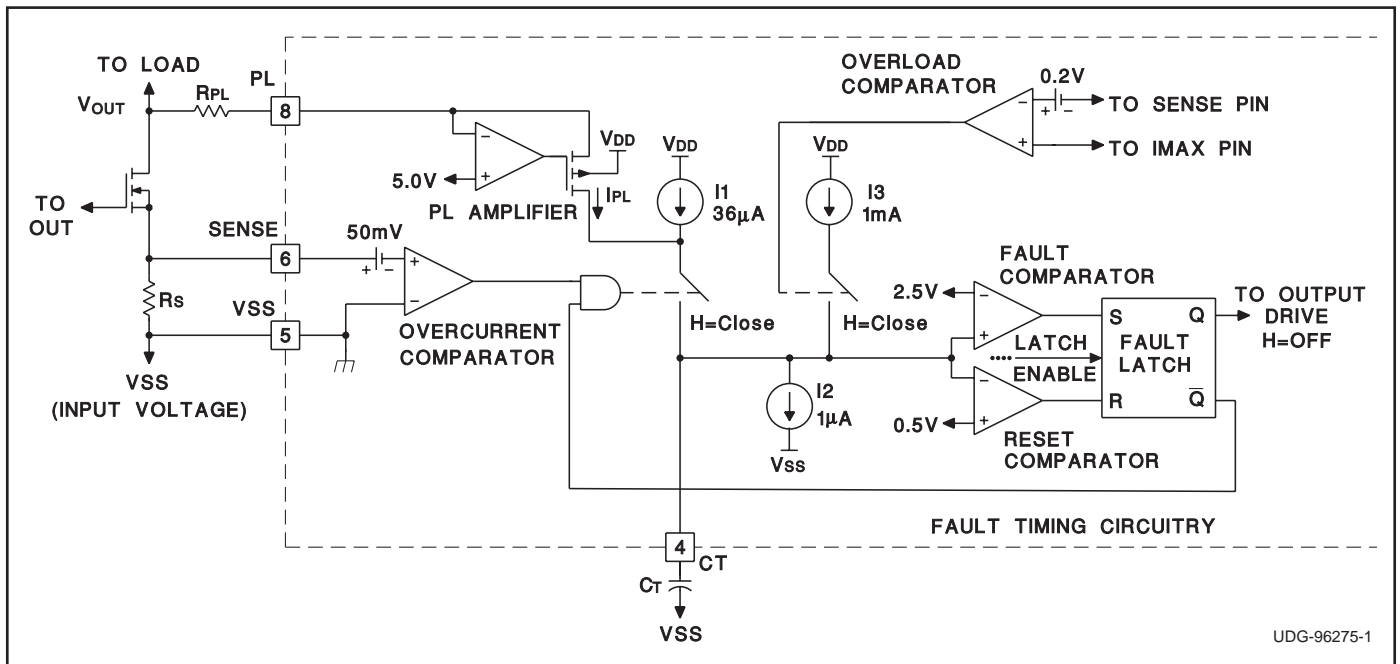 TO LOAD
VOUT
RPL
PL
8
TO
OUT
SENSE
6
RS
VSS
5
VSS
(INPUT VOLTAGE)
50mV
+ -
+
-
OVERCURRENT
COMPARATOR
5.0V
-
+
PL AMPLIFIER
VDD
IPL
VDD
I1
36µA
H=Close
OVERLOAD
COMPARATOR
0.2V
-
+ -
+
TO SENSE PIN
TO IMAX PIN
VDD
I3
1mA
H=Close
I2
1µA
VSS
FAULT
COMPARATOR
2.5V
-
+
LATCH
ENABLE
0.5V
-
+
RESET
COMPARATOR
S
Q
FAULT
LATCH
R
Q̅
TO OUTPUT
DRIVE
H=OFF
FAULT TIMING CIRCUITRY
4
CT
CT
VSS
UDG-96275-1